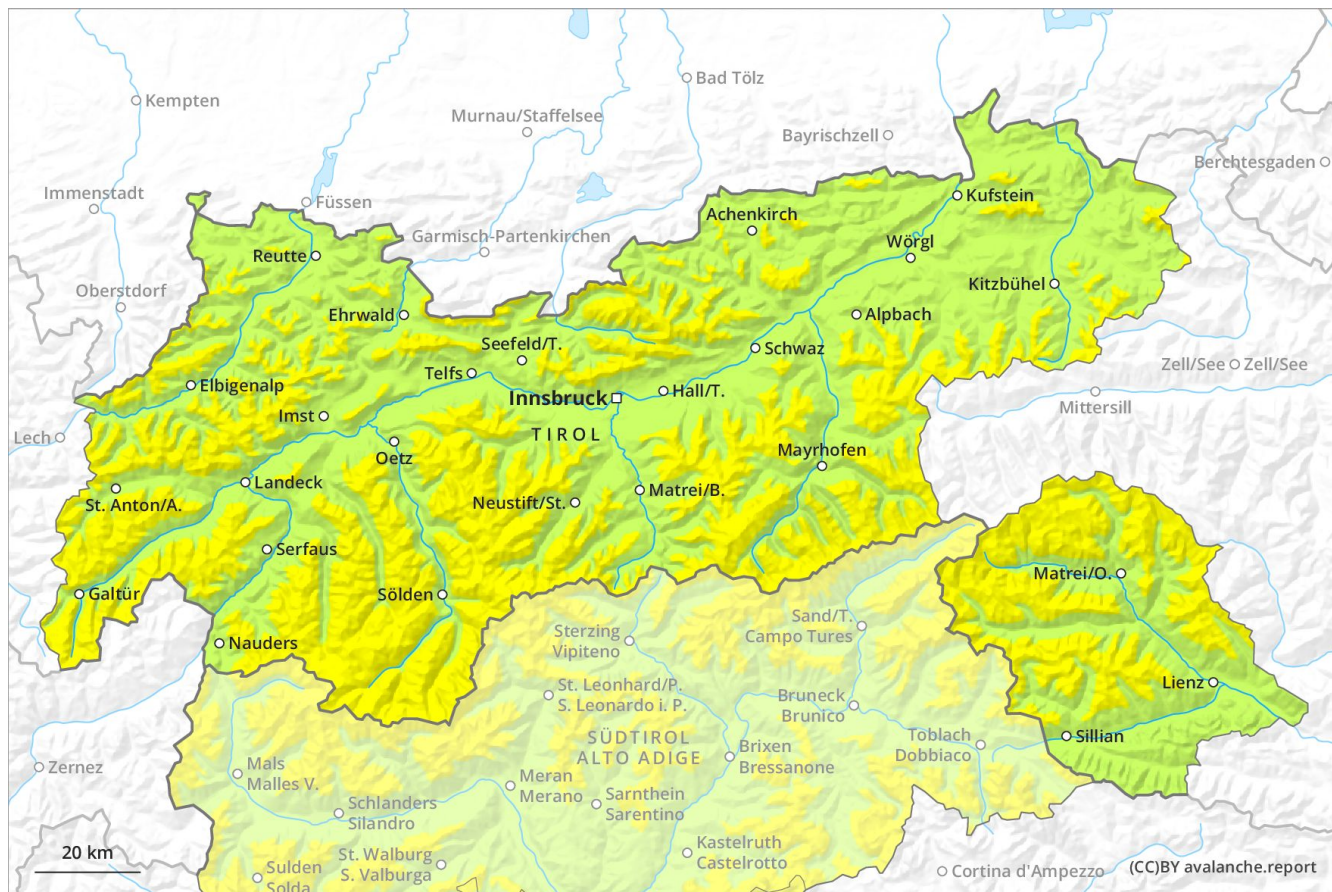 Bad Tölz
Kempten
Murnau/Staffelsee
Bayrischzell
Berchtesgaden
Immenstadt
Füssen
Kufstein
Achenkirch
Garmisch-Partenkirchen
Wörgl
Reutte
Oberstdorf
Kitzbühel
Ehrwald
Alpbach
Seefeld/T.
Schwaz
Zell/See
Zell/See
Telfs
Elbigenalp
Hall/T.
Innsbruck
Mittersill
Imst
TIROL
Lech
Mayrhofen
Oetz
Landeck
Matrei/B.
St. Anton/A.
Neustift/St.
Serfaus
Matrei/O.
Galtür
Sölden
Sand/T.
Campo Tures
Sterzing
Vipiteno
Nauders
Lienz
St. Leonhard/P.
S. Leonardo i. P.
Bruneck
Brunico
Sillian
Toblach
Dobbiaco
SÜDTIROL
ALTO ADIGE
Brixen
Bressanone
Zernez
Mals
Malles V.
Meran
Merano
Sarnthein
Sarentino
Schlanders
Silandro
Kastelruth
Castelrotto
20 km
St. Walburg
S. Valburga
Sulden
Solda
Cortina d'Ampezzo
(CC)BY avalanche.report